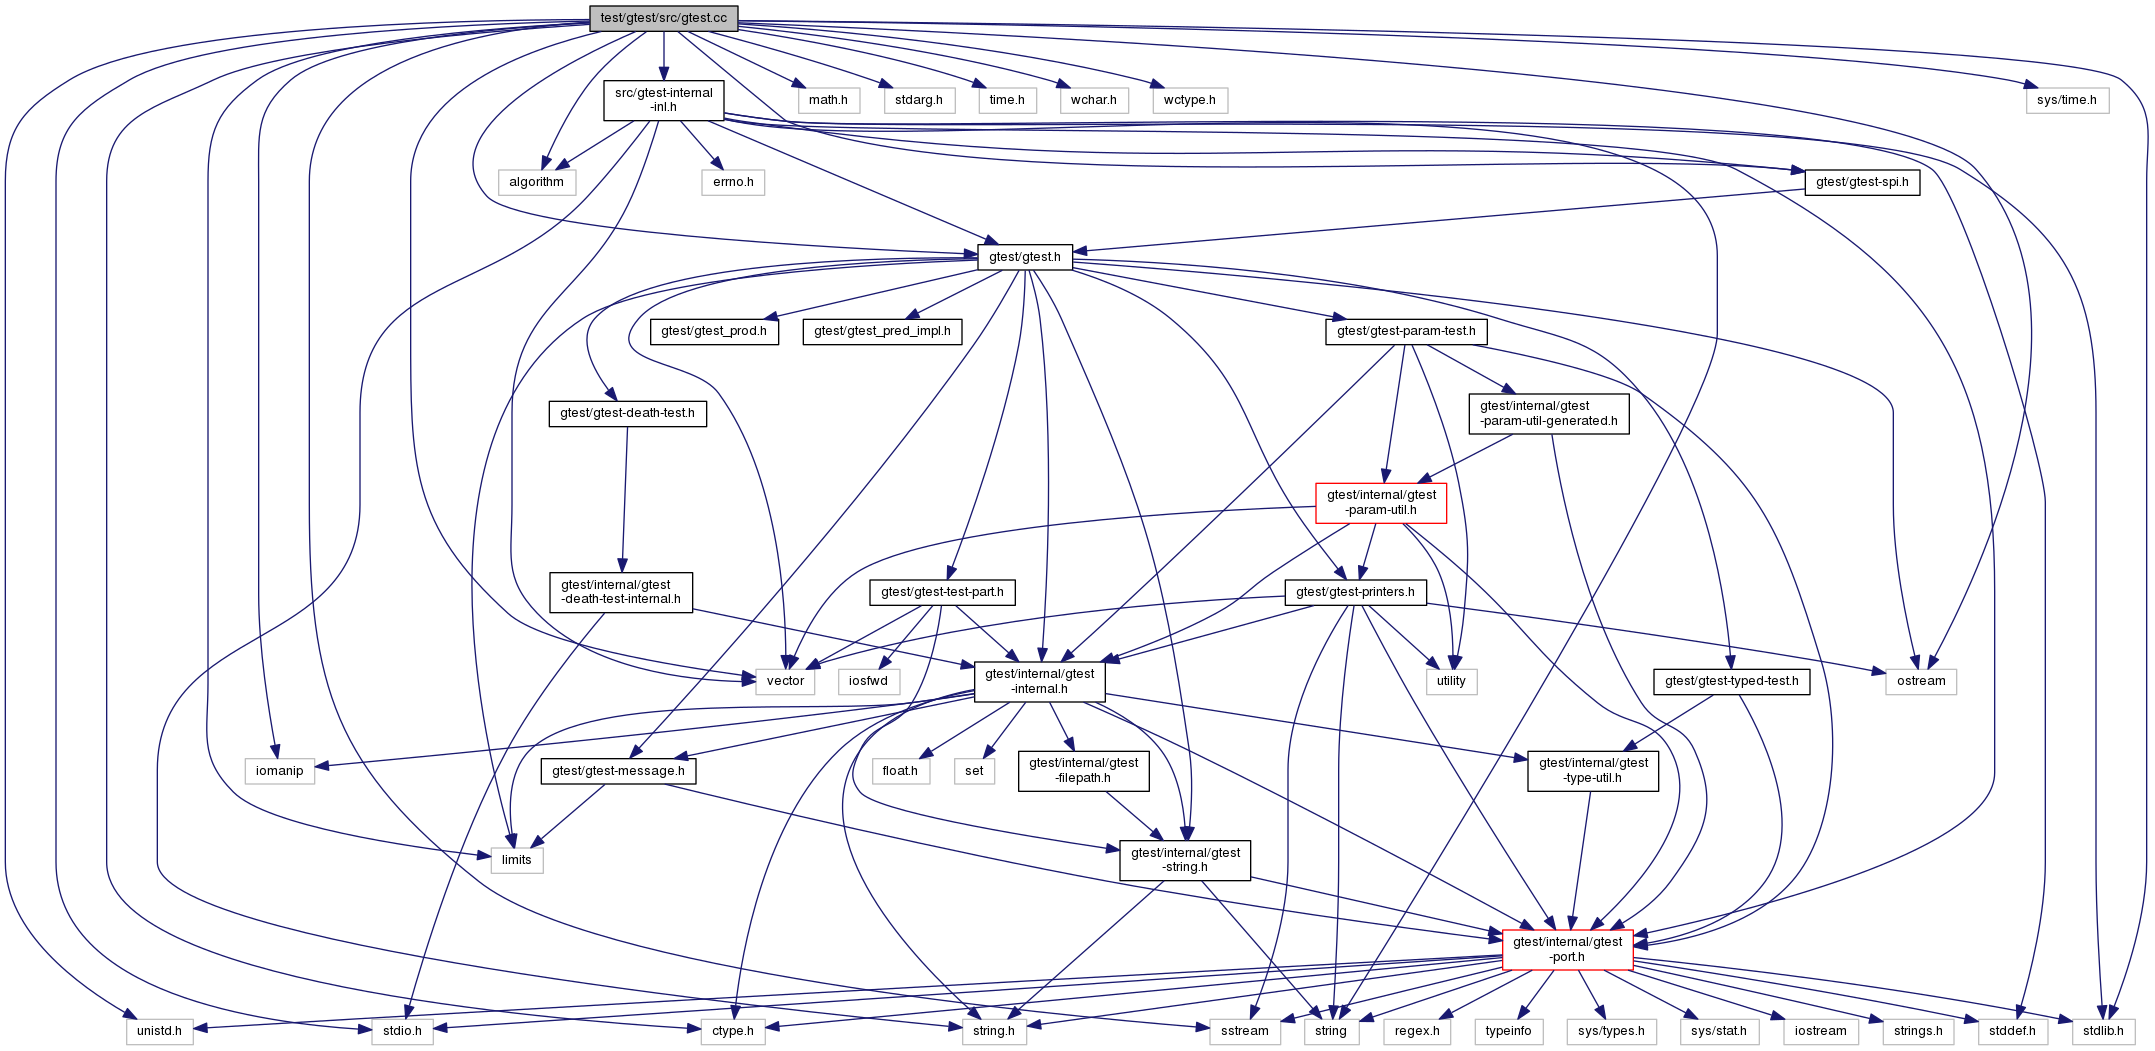 test/gtest/src/gtest.cc
src/gtest-internal
-inl.h
math.h
stdarg.h
time.h
wchar.h
wctype.h
sys/time.h
algorithm
errno.h
gtest/gtest-spi.h
gtest/gtest.h
gtest/gtest_prod.h
gtest/gtest_pred_impl.h
gtest/gtest-param-test.h
gtest/gtest-death-test.h
gtest/internal/gtest
-param-util-generated.h
gtest/internal/gtest
-param-util.h
gtest/internal/gtest
-death-test-internal.h
gtest/gtest-test-part.h
gtest/gtest-printers.h
vector
iosfwd
gtest/internal/gtest
-internal.h
utility
gtest/gtest-typed-test.h
ostream
iomanip
gtest/gtest-message.h
float.h
set
gtest/internal/gtest
-filepath.h
gtest/internal/gtest
-type-util.h
limits
gtest/internal/gtest
-string.h
gtest/internal/gtest
-port.h
unistd.h
stdio.h
ctype.h
string.h
sstream
string
regex.h
typeinfo
sys/types.h
sys/stat.h
iostream
strings.h
stddef.h
stdlib.h